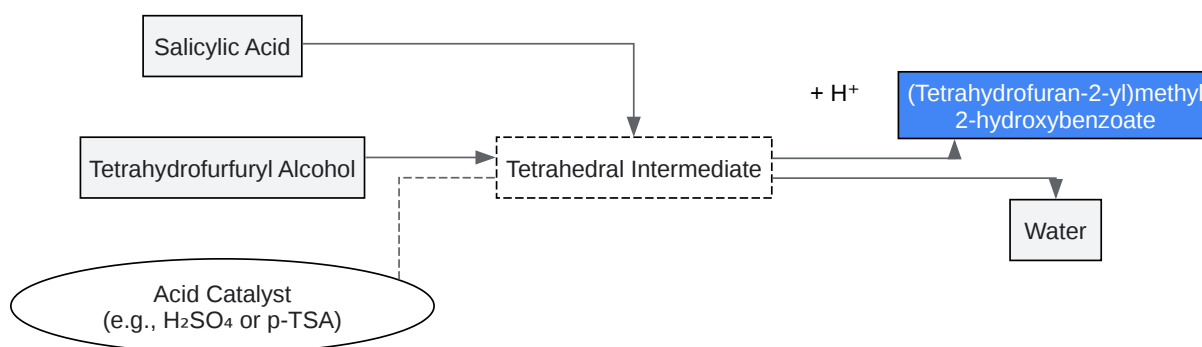 Salicylic Acid
+ H⁺
(Tetrahydrofuran-2-yl)methyl
2-hydroxybenzoate
Tetrahydrofurfuryl Alcohol
Tetrahedral Intermediate
Water
Acid Catalyst
(e.g., H₂SO₄ or p-TSA)